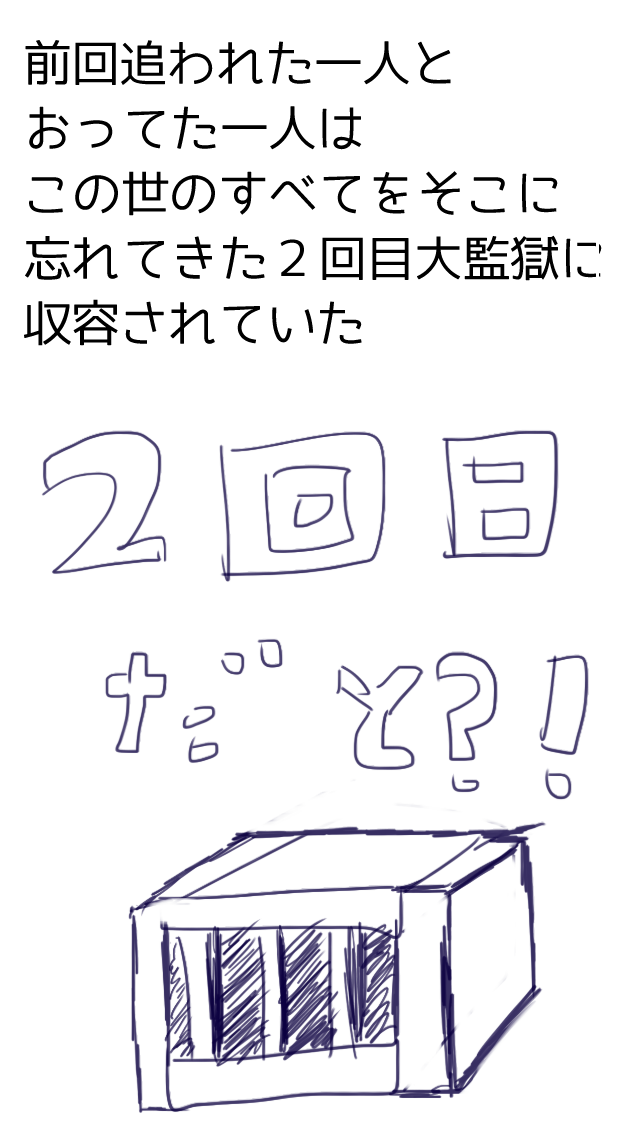 前回追われた一人と
おってた一人は
この世のすべてをそこに
忘れてきた２回目大監獄に
収容されていた
２回目
だと?!